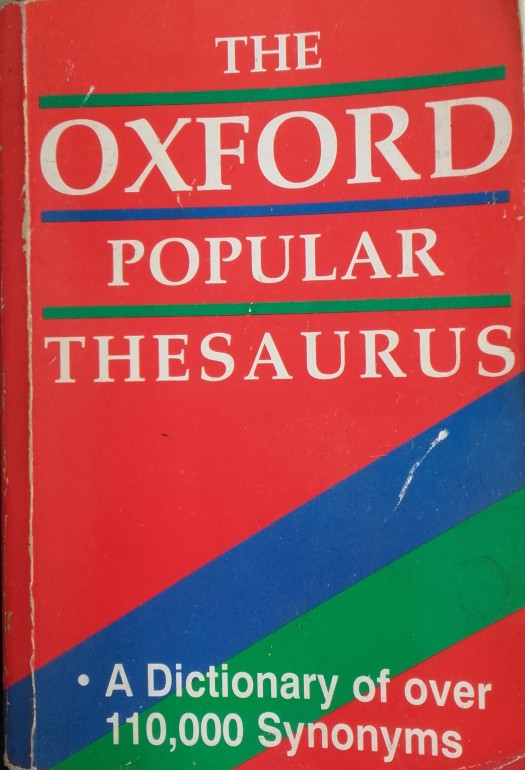 THE
OXFORD
POPULAR
THESAURUS
• A Dictionary of over
110,000 Synonyms